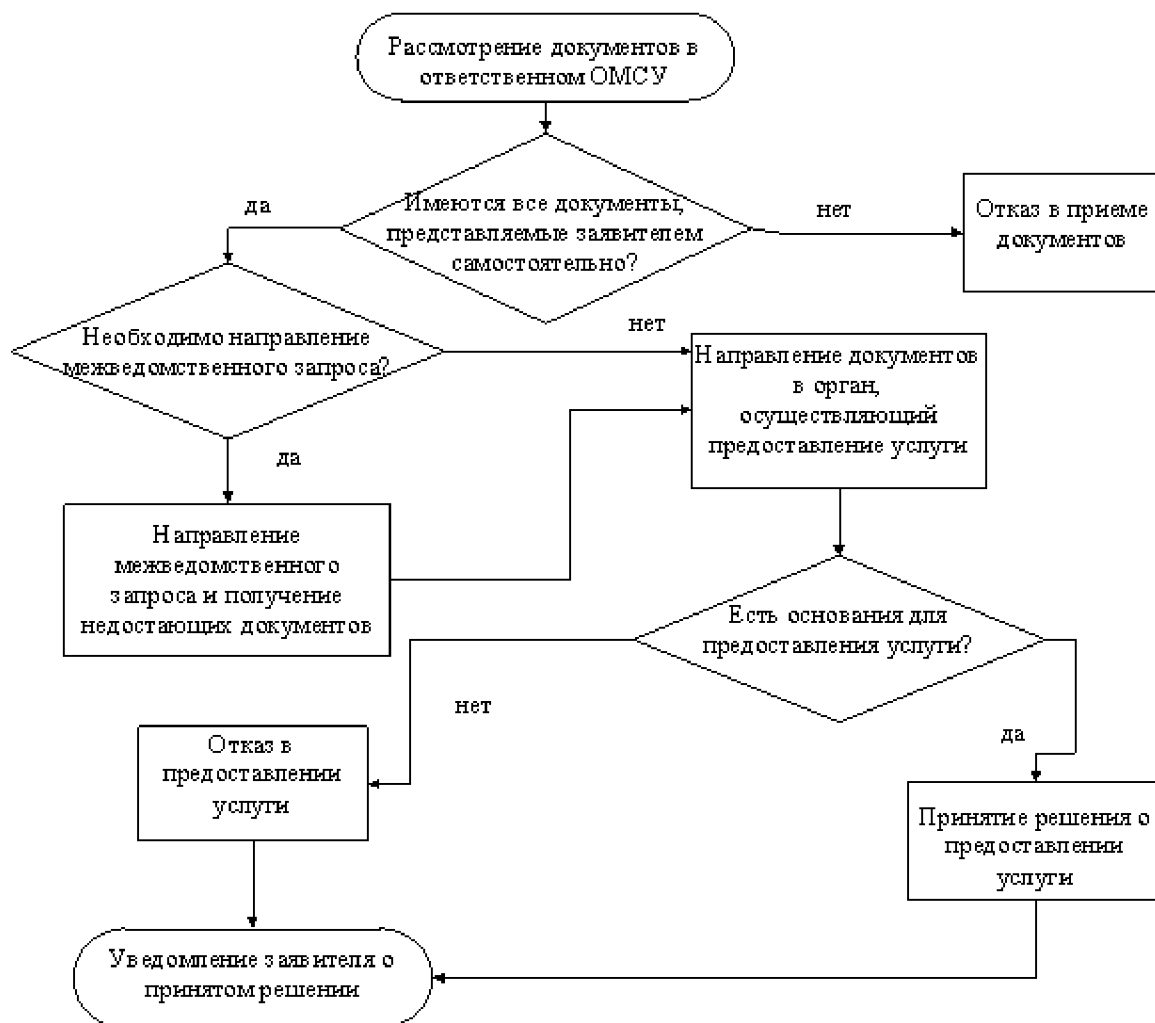 Рассмотрение документов в
ответственном ОМСУ
да
Имеются все документы,
представляемые заявителем
самостоятельно?
нет
Отказ в приеме
документов
Необходимо направление
межведомственного запроса?
нет
Направление документов
в орган,
осуществляющий
предоставление услуги
да
Направление
межведомственного
запроса и получение
недостающих документов
Есть основания для
предоставления услуги?
нет
да
Отказ в
предоставлении
услуги
Принятие решения о
предоставлении
услуги
Уведомление заявителя о
принятом решении